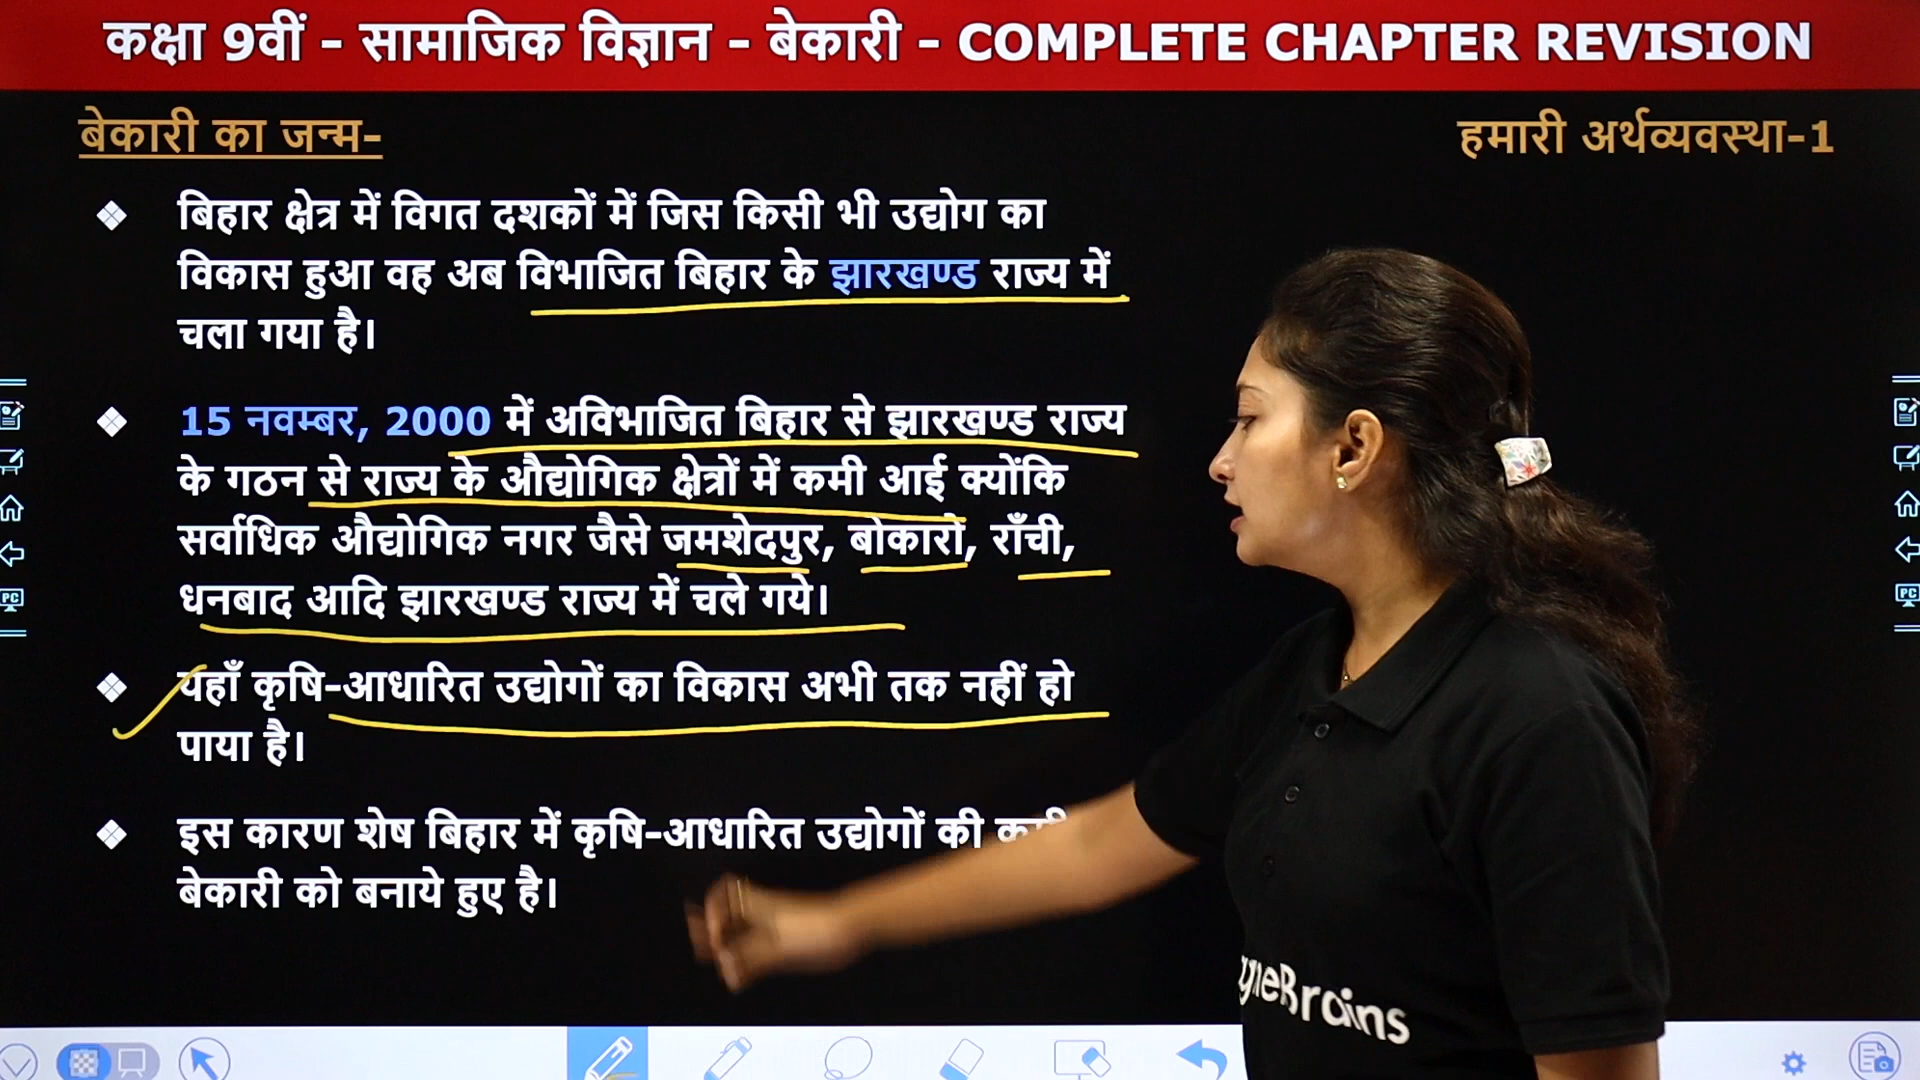 कक्षा 9वीं - सामाजिक विज्ञान - बेकारी - COMPLETE CHAPTER REVISION
बेकारी का जन्म-
हमारी अर्थव्यवस्था-1
बिहार क्षेत्र में विगत दशकों में जिस किसी भी उद्योग का
विकास हुआ वह अब विभाजित बिहार के झारखण्ड राज्य में
चला गया है।
15 नवम्बर, 2000 में अविभाजित बिहार से झारखण्ड राज्य
के गठन से राज्य के औद्योगिक क्षेत्रों में कमी आई क्योंकि
सर्वाधिक औद्योगिक नगर जैसे जमशेदपुर, बोकारो, राँची,
धनबाद आदि झारखण्ड राज्य में चले गये।
यहाँ कृषि-आधारित उद्योगों का विकास अभी तक नहीं हो
पाया है।
इस कारण शेष बिहार में कृषि-आधारित उद्योगों की
बेकारी को बनाये हुए है।
PC
PC